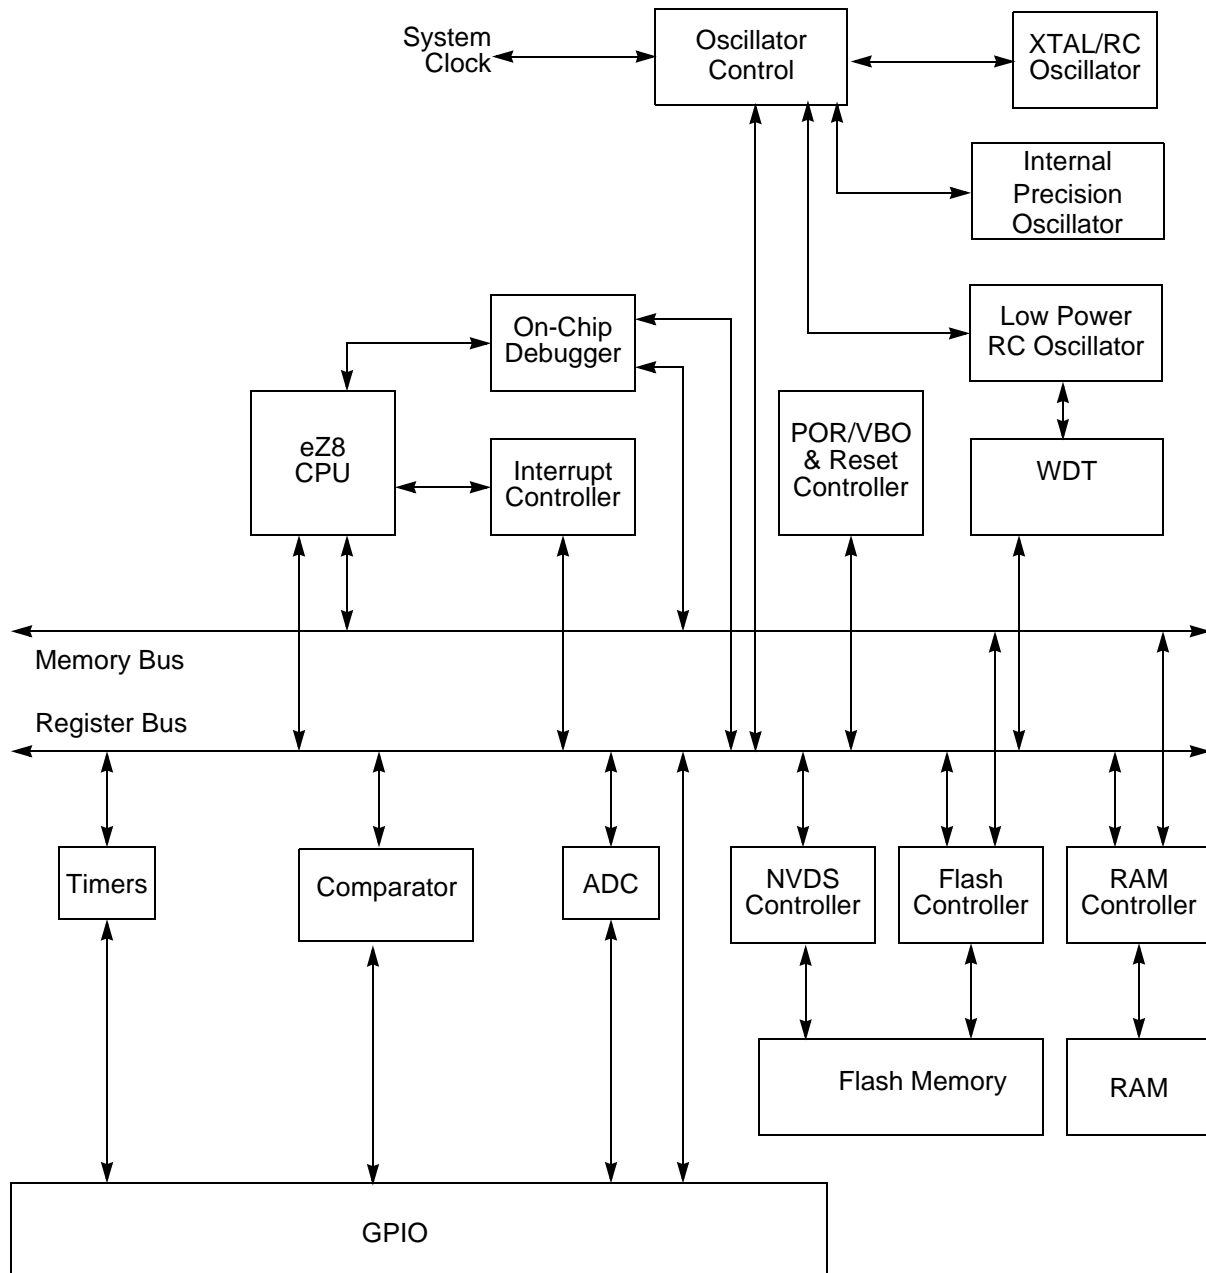 System
Clock
Oscillator
Control
XTAL/RC
Oscillator
Internal
Precision
Oscillator
On-Chip
Debugger
Low Power
RC Oscillator
eZ8
CPU
Interrupt
Controller
POR/VBO
& Reset
Controller
WDT
Memory Bus
Register Bus
Timers
Comparator
ADC
NVDS
Controller
Flash
Controller
RAM
Controller
Flash Memory
RAM
GPIO